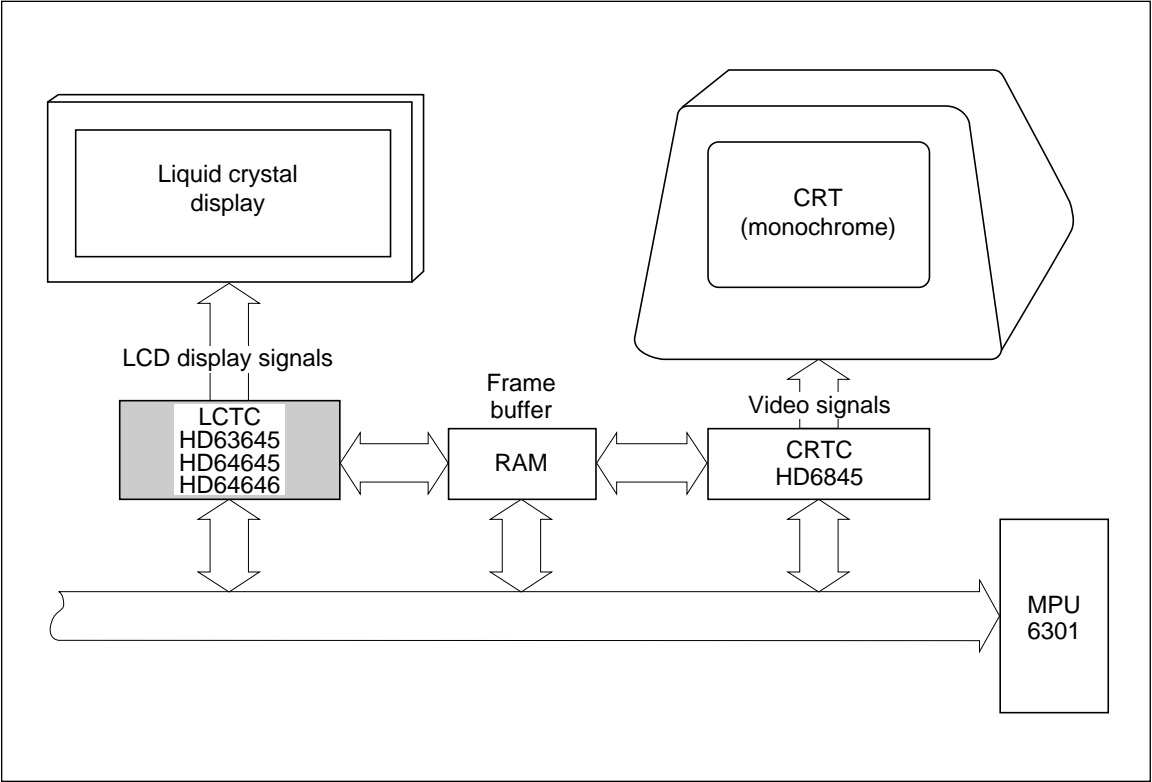 Liquid crystal
display
CRT
(monochrome)
LCD display signals
Frame
buffer
Video signals
LCTC
HD63645
HD64645
HD64646
RAM
CRTC
HD6845
MPU
6301